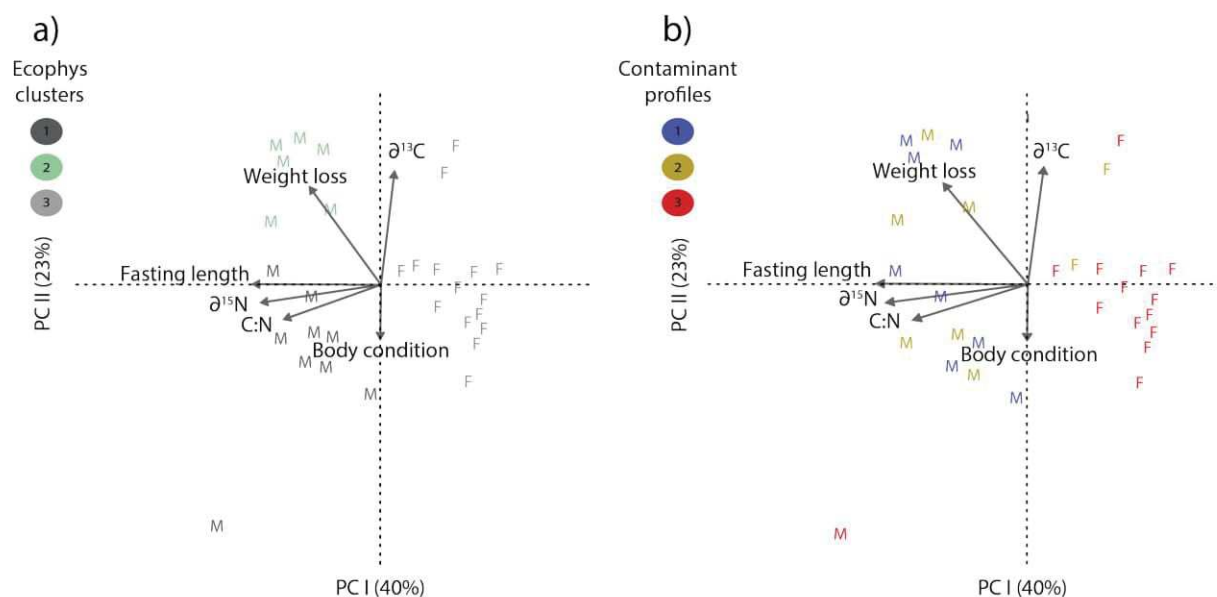 a)
Ecophys
clusters
1
2
3
M M M F
M ∂¹³C
Weight loss F
M M
M F F F F F
Fasting length
∂¹⁵N M F F F
C:N F F F
M M M F
Body condition
M M F
M
M
PC II (23%)
PC I (40%)
b)
Contaminant
profiles
1
2
3
M M M F
M ∂¹³C
Weight loss F
M M
M F F F F F
Fasting length
∂¹⁵N M F F F
C:N F F F
M M M F
Body condition
M M F
M
M
PC II (23%)
PC I (40%)